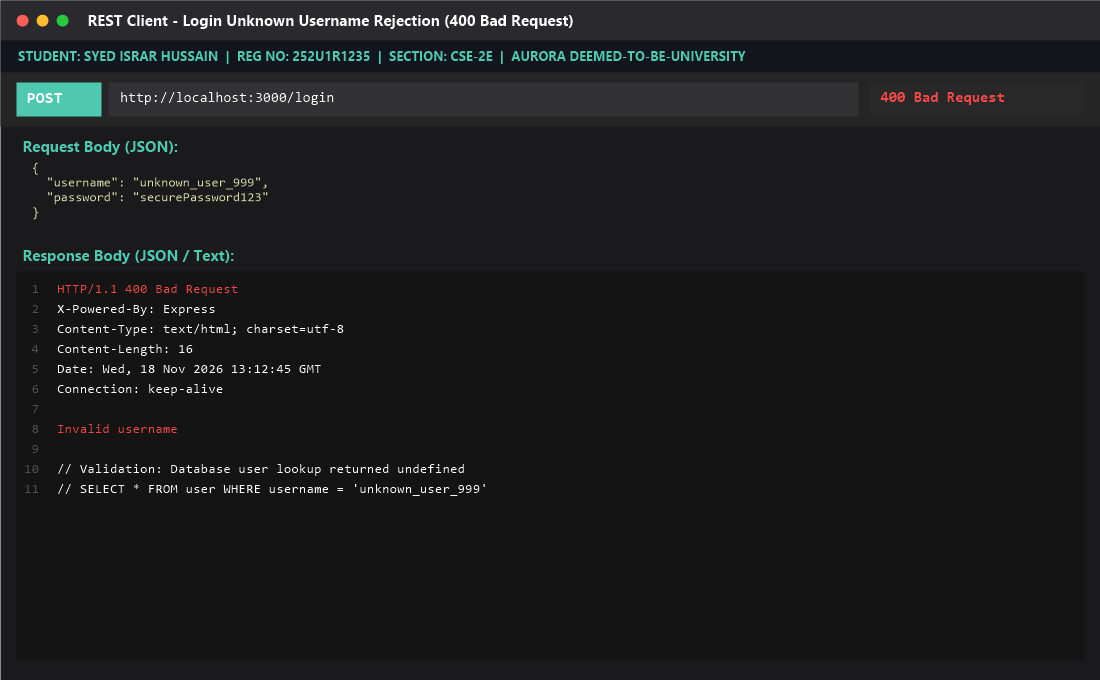 REST Client - Login Unknown Username Rejection (400 Bad Request)
STUDENT: SYED ISRAR HUSSAIN | REG NO: 252U1R1235 | SECTION: CSE-2E | AURORA DEEMED-TO-BE-UNIVERSITY
POST http://localhost:3000/login 400 Bad Request
Request Body (JSON):
{
"username": "unknown_user_999",
"password": "securePassword123"
}
Response Body (JSON / Text):
1 HTTP/1.1 400 Bad Request
2 X-Powered-By: Express
3 Content-Type: text/html; charset=utf-8
4 Content-Length: 16
5 Date: Wed, 18 Nov 2026 13:12:45 GMT
6 Connection: keep-alive
7
8 Invalid username
9
10 // Validation: Database user lookup returned undefined
11 // SELECT * FROM user WHERE username = 'unknown_user_999'